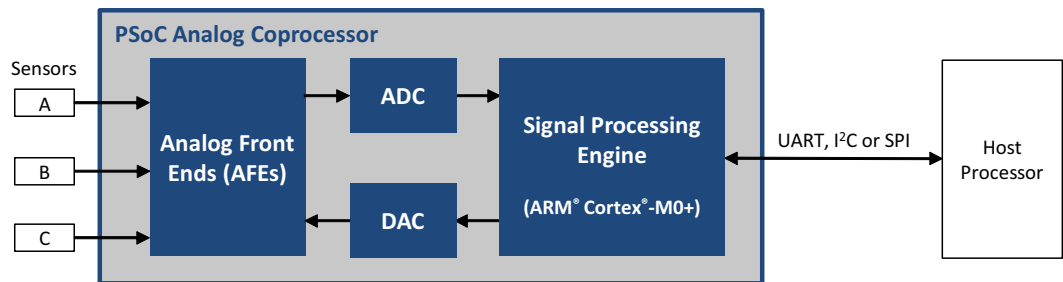 PSoC Analog Coprocessor
Sensors
A
B
C
Analog Front
Ends (AFEs)
ADC
DAC
Signal Processing
Engine
(ARM® Cortex®-M0+)
UART, I²C or SPI
Host
Processor